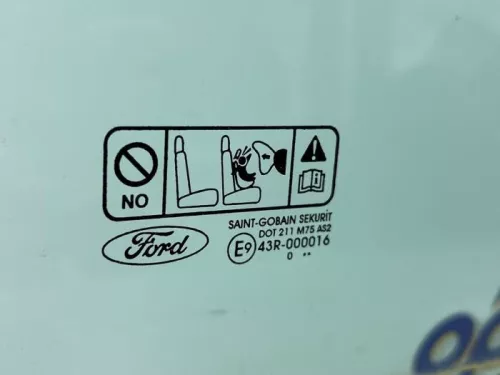 NO
SAINT-GOBAIN SEKURIT
DOT 211 M75 AS2
Ford
E9 43R-000016
0 **